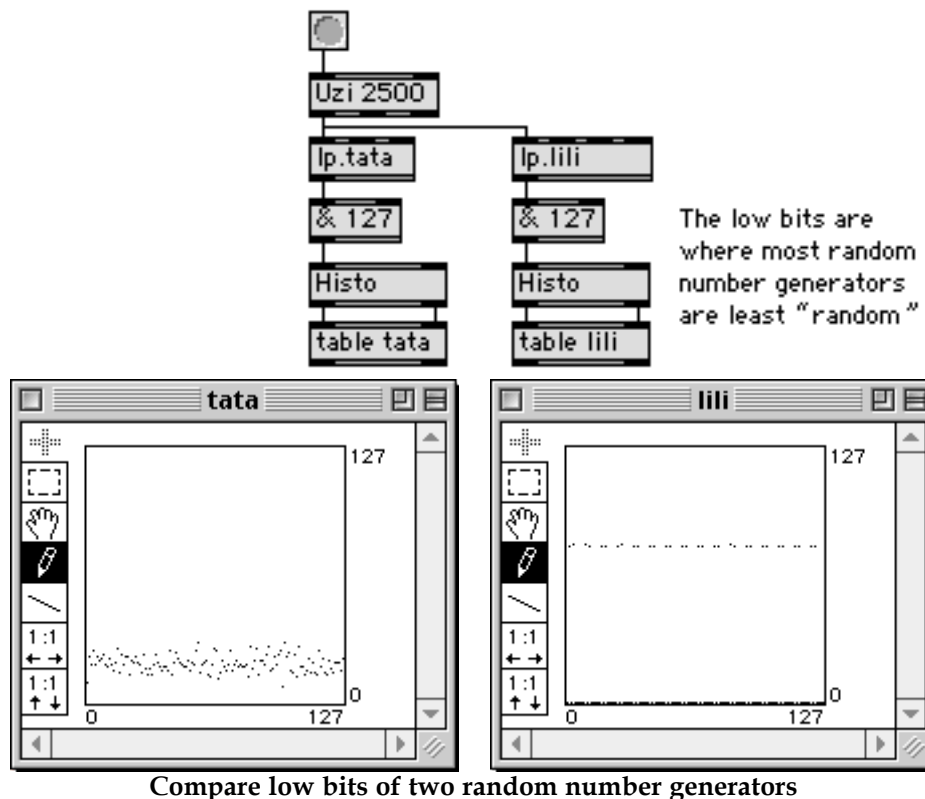 Uzi 2500
lp.tata
lp.lili
& 127
& 127
Histo
Histo
table tata
table lili
The low bits are
where most random
number generators
are least “random”
tata
127
1:1
1:1
0
0
127
lili
127
1:1
1:1
0
0
127
Compare low bits of two random number generators